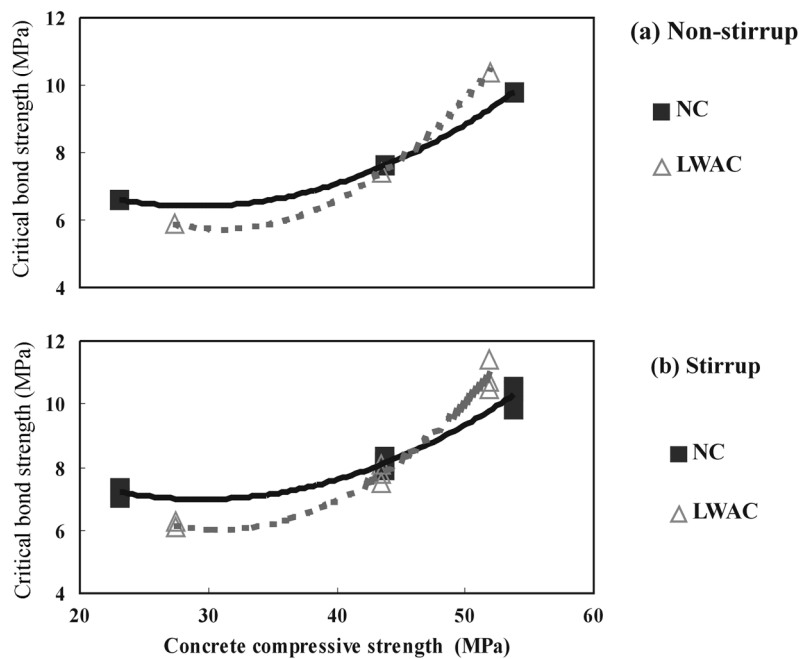 12
10
8
6
4
Critical bond strength (MPa)
(a) Non-stirrup
NC
LWAC
12
10
8
6
4
Critical bond strength (MPa)
20 30 40 50 60
Concrete compressive strength (MPa)
(b) Stirrup
NC
LWAC